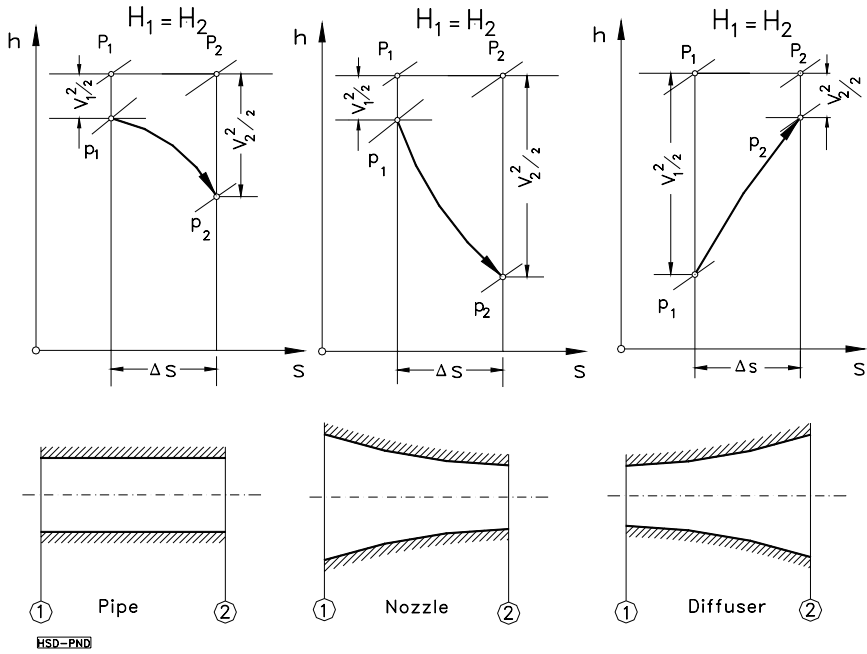 H₁ = H₂
h
P₁
P₂
V₁²/2
V₂²/2
p₁
p₂
Δ S
S
H₁ = H₂
h
P₁
P₂
V₁²/2
V₂²/2
p₁
p₂
Δ S
S
H₁ = H₂
h
P₁
P₂
V₁²/2
V₂²/2
p₂
p₁
Δs
S
1 Pipe 2
1 Nozzle 2
1 Diffuser 2
HSD-PND